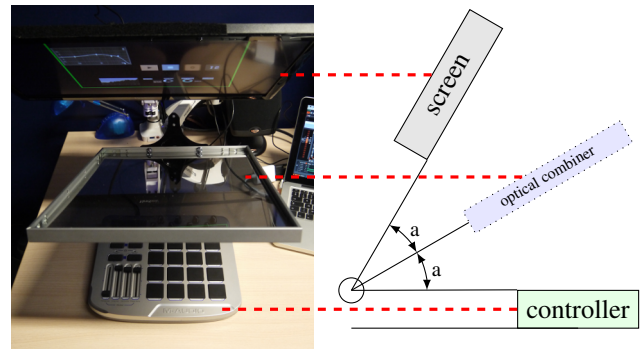 screen
optical combiner
a
a
controller